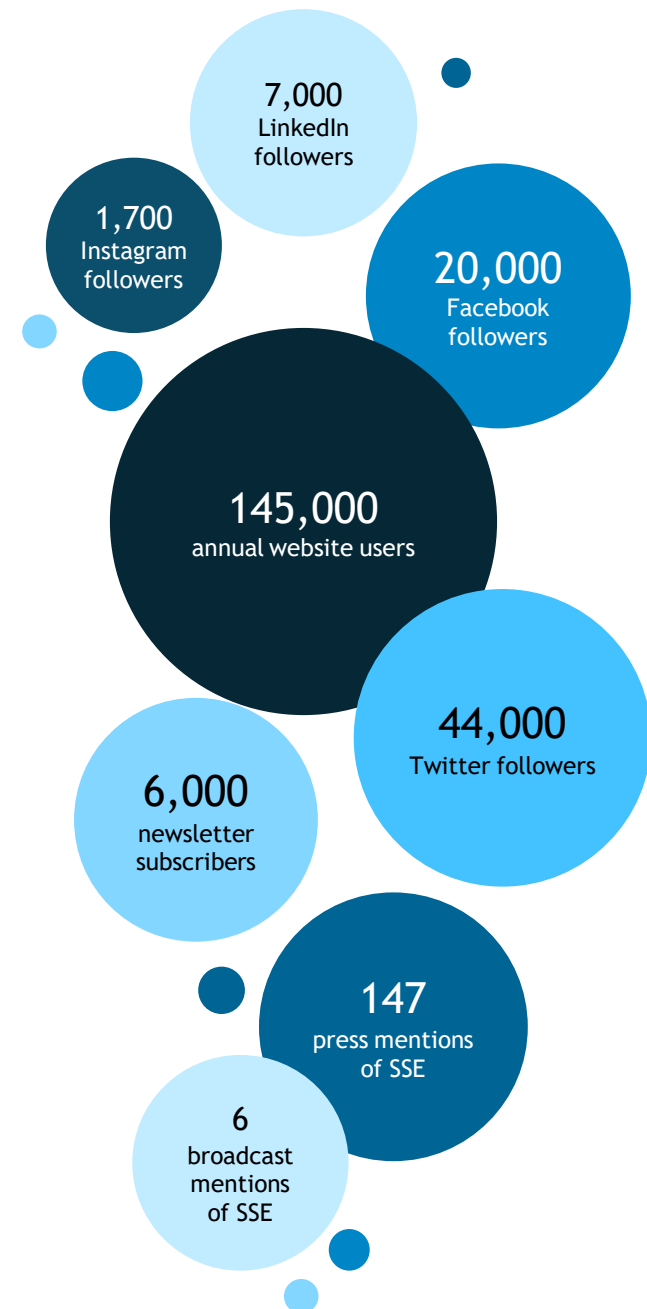 7,000
LinkedIn
followers
1,700
Instagram
followers
20,000
Facebook
followers
145,000
annual website users
44,000
Twitter followers
6,000
newsletter
subscribers
147
press mentions
of SSE
6
broadcast
mentions
of SSE